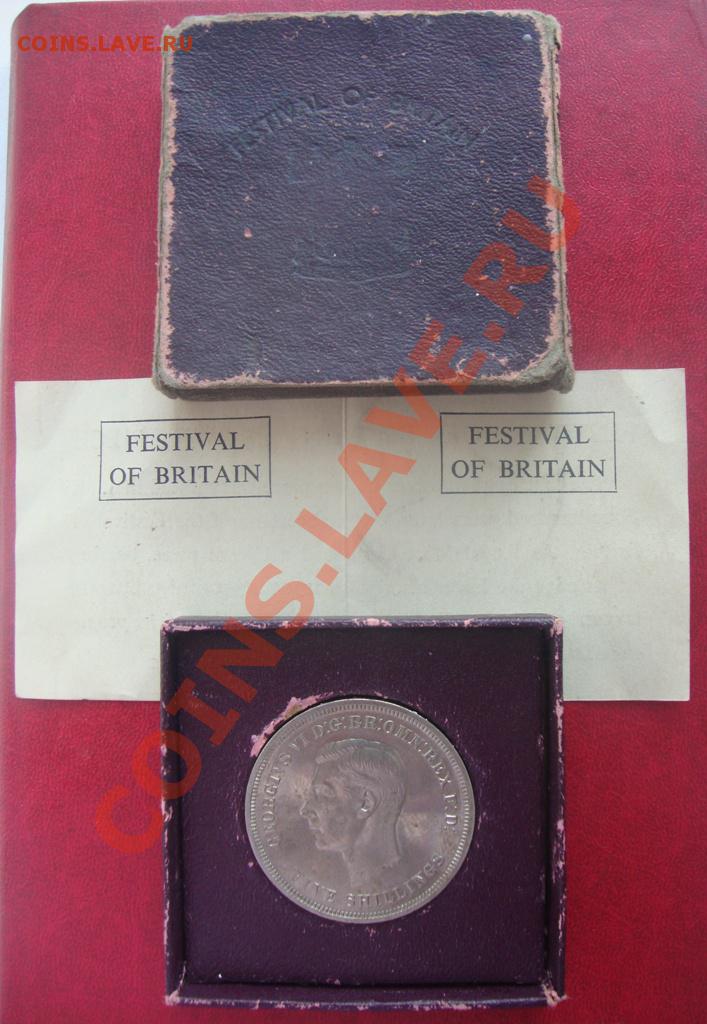 COINS.LAVE.RU
FESTIVAL OF BRITAIN
FESTIVAL
OF BRITAIN
FESTIVAL
OF BRITAIN
COINS.LAVE.RU
GEORGIVS VI D:G:BR:OMN:REX F:D:
FIVE SHILLINGS